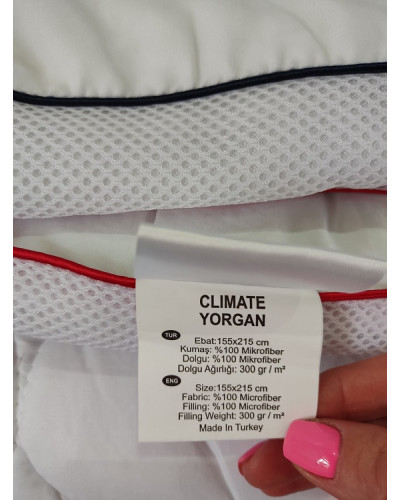 CLIMATE
YORGAN
TUR
Ebat:155x215 cm
Kumaş: %100 Mikrofiber
Dolgu: %100 Mikrofiber
Dolgu Ağırlığı: 300 gr / m²
ENG
Size:155x215 cm
Fabric: %100 Microfiber
Filling: %100 Microfiber
Filling Weight: 300 gr / m²
Made In Turkey